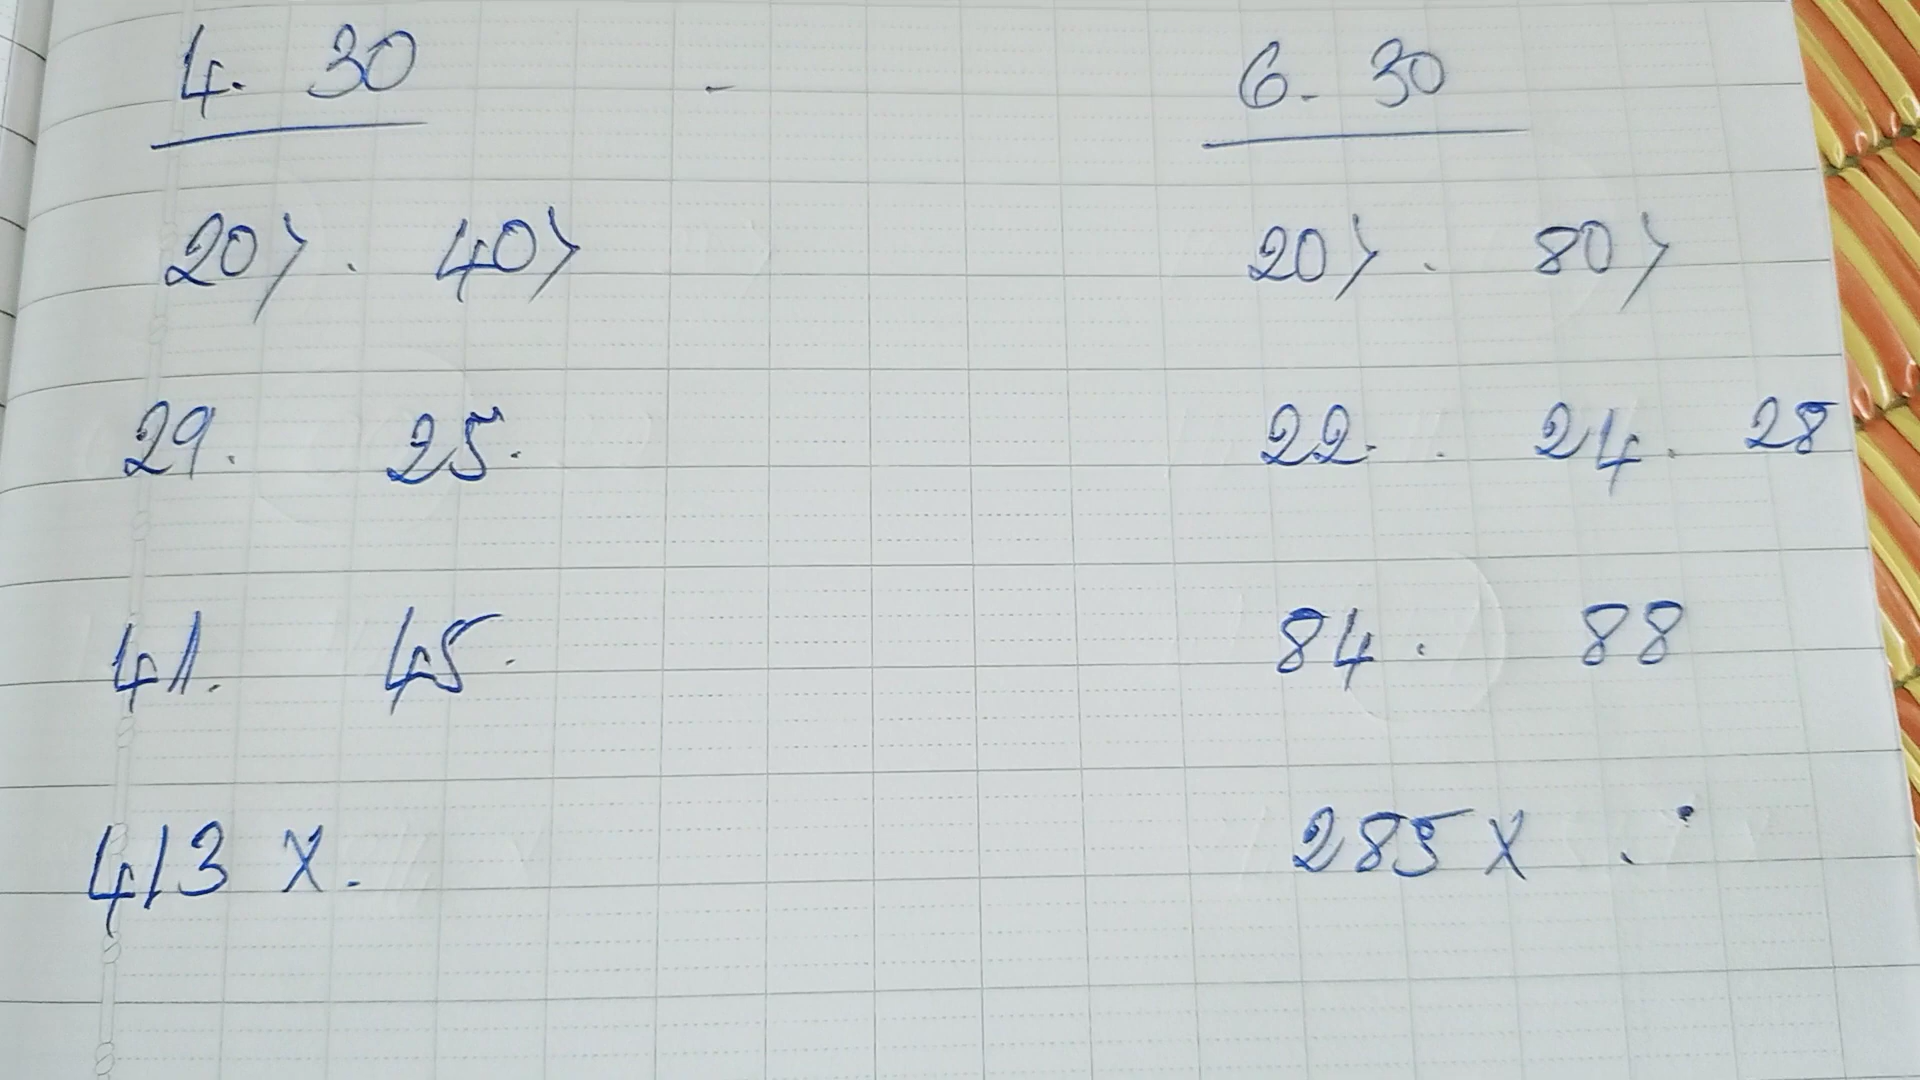 4. 30 - 6. 30
20> . 40> 20> . 80>
29. 25. 22. . 24. 28
41. 45. 84. 88
413 X. 285 X .